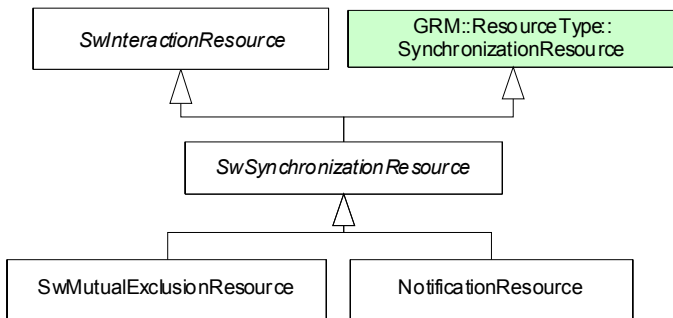 SwInteractionResource
GRM::ResourceType::
SynchronizationResource
SwSynchronizationResource
SwMutualExclusionResource
NotificationResource